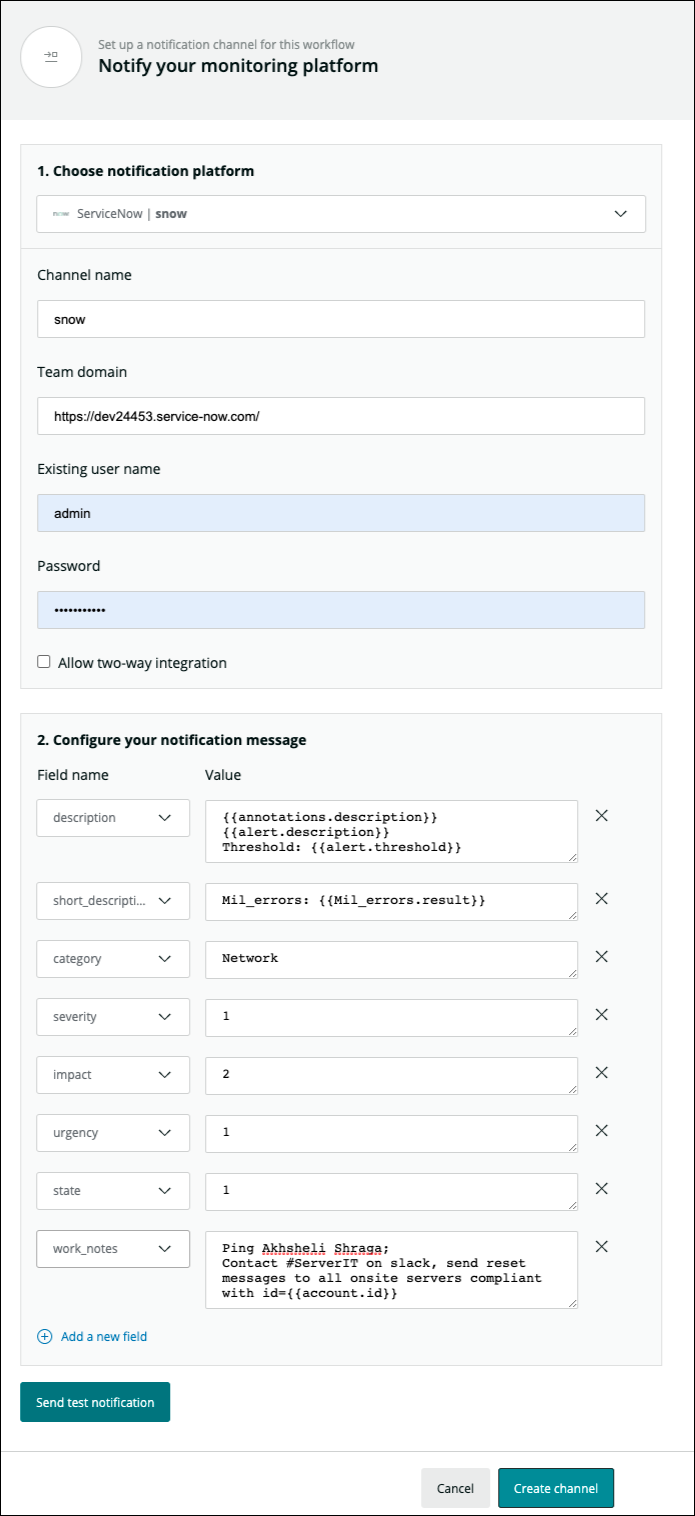 Set up a notification channel for this workflow
Notify your monitoring platform
1. Choose notification platform
now ServiceNow | snow
Channel name
snow
Team domain
https://dev24453.service-now.com/
Existing user name
admin
Password
•••••••••••
Allow two-way integration
2. Configure your notification message
Field name Value
description {{annotations.description}}
{{alert.description}}
Threshold: {{alert.threshold}}
short_descripti... Mil_errors: {{Mil_errors.result}}
category Network
severity 1
impact 2
urgency 1
state 1
work_notes Ping Akhsheli Shraga;
Contact #ServerIT on slack, send reset
messages to all onsite servers compliant
with id={{account.id}}
Add a new field
Send test notification
Cancel Create channel